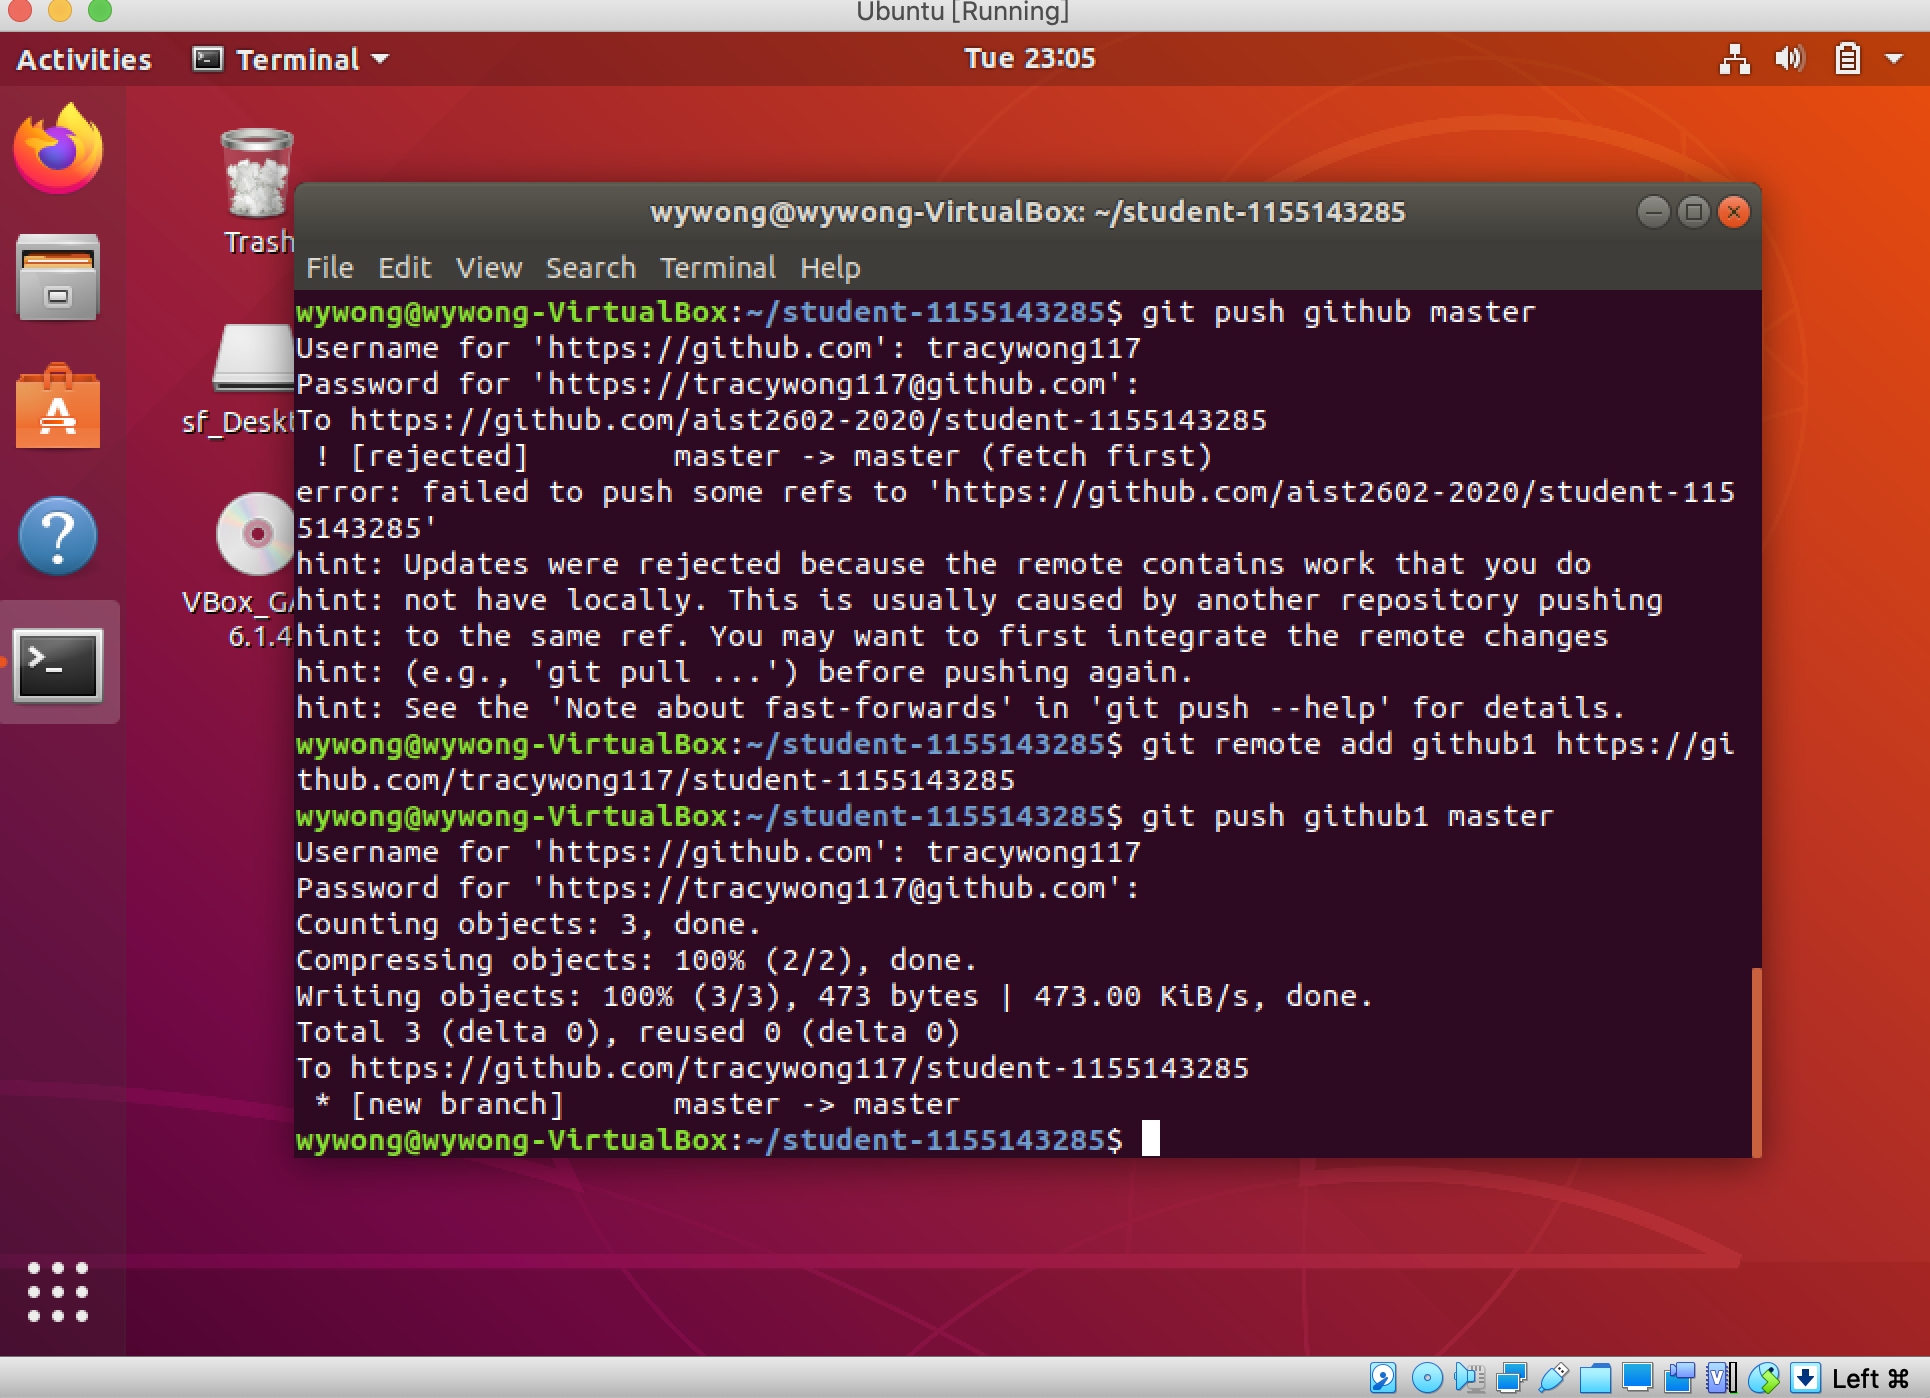 Ubuntu [Running]
Activities Terminal Tue 23:05
Trash
sf_Deskt
VBox_GA
6.1.4
wywong@wywong-VirtualBox: ~/student-1155143285
File Edit View Search Terminal Help
wywong@wywong-VirtualBox:~/student-1155143285$ git push github master
Username for 'https://github.com': tracywong117
Password for 'https://tracywong117@github.com':
To https://github.com/aist2602-2020/student-1155143285
! [rejected] master -> master (fetch first)
error: failed to push some refs to 'https://github.com/aist2602-2020/student-115
5143285'
hint: Updates were rejected because the remote contains work that you do
hint: not have locally. This is usually caused by another repository pushing
hint: to the same ref. You may want to first integrate the remote changes
hint: (e.g., 'git pull ...') before pushing again.
hint: See the 'Note about fast-forwards' in 'git push --help' for details.
wywong@wywong-VirtualBox:~/student-1155143285$ git remote add github1 https://gi
thub.com/tracywong117/student-1155143285
wywong@wywong-VirtualBox:~/student-1155143285$ git push github1 master
Username for 'https://github.com': tracywong117
Password for 'https://tracywong117@github.com':
Counting objects: 3, done.
Compressing objects: 100% (2/2), done.
Writing objects: 100% (3/3), 473 bytes | 473.00 KiB/s, done.
Total 3 (delta 0), reused 0 (delta 0)
To https://github.com/tracywong117/student-1155143285
* [new branch] master -> master
wywong@wywong-VirtualBox:~/student-1155143285$
Left ⌘